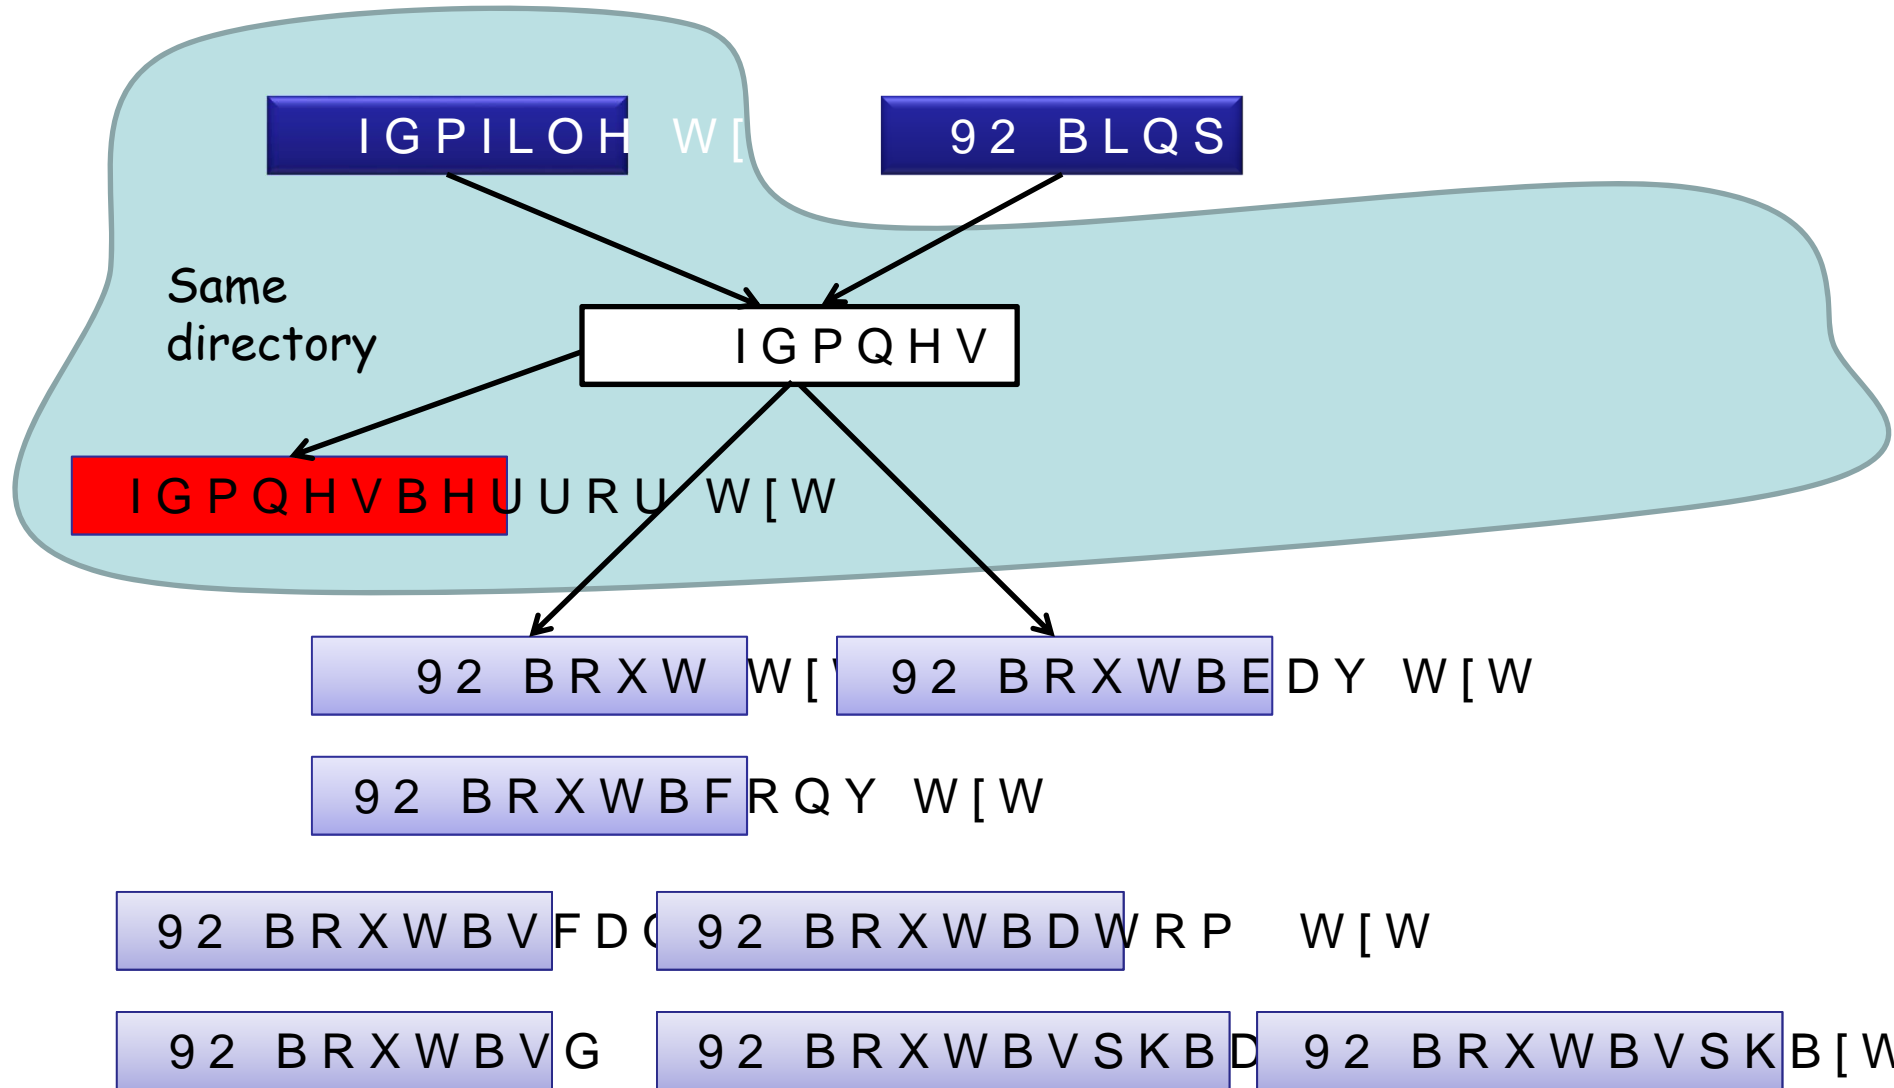 IGPILOH W[
92 BLQS
Same
directory
IGPQHV
IGPQHVBHUURU W[W
92 BRXW W[
92 BRXWBEDY W[W
92 BRXWBFRQY W[W
92 BRXWBVFD
92 BRXWBDWRP W[W
92 BRXWBVG
92 BRXWBVSKBD
92 BRXWBVSKB[W